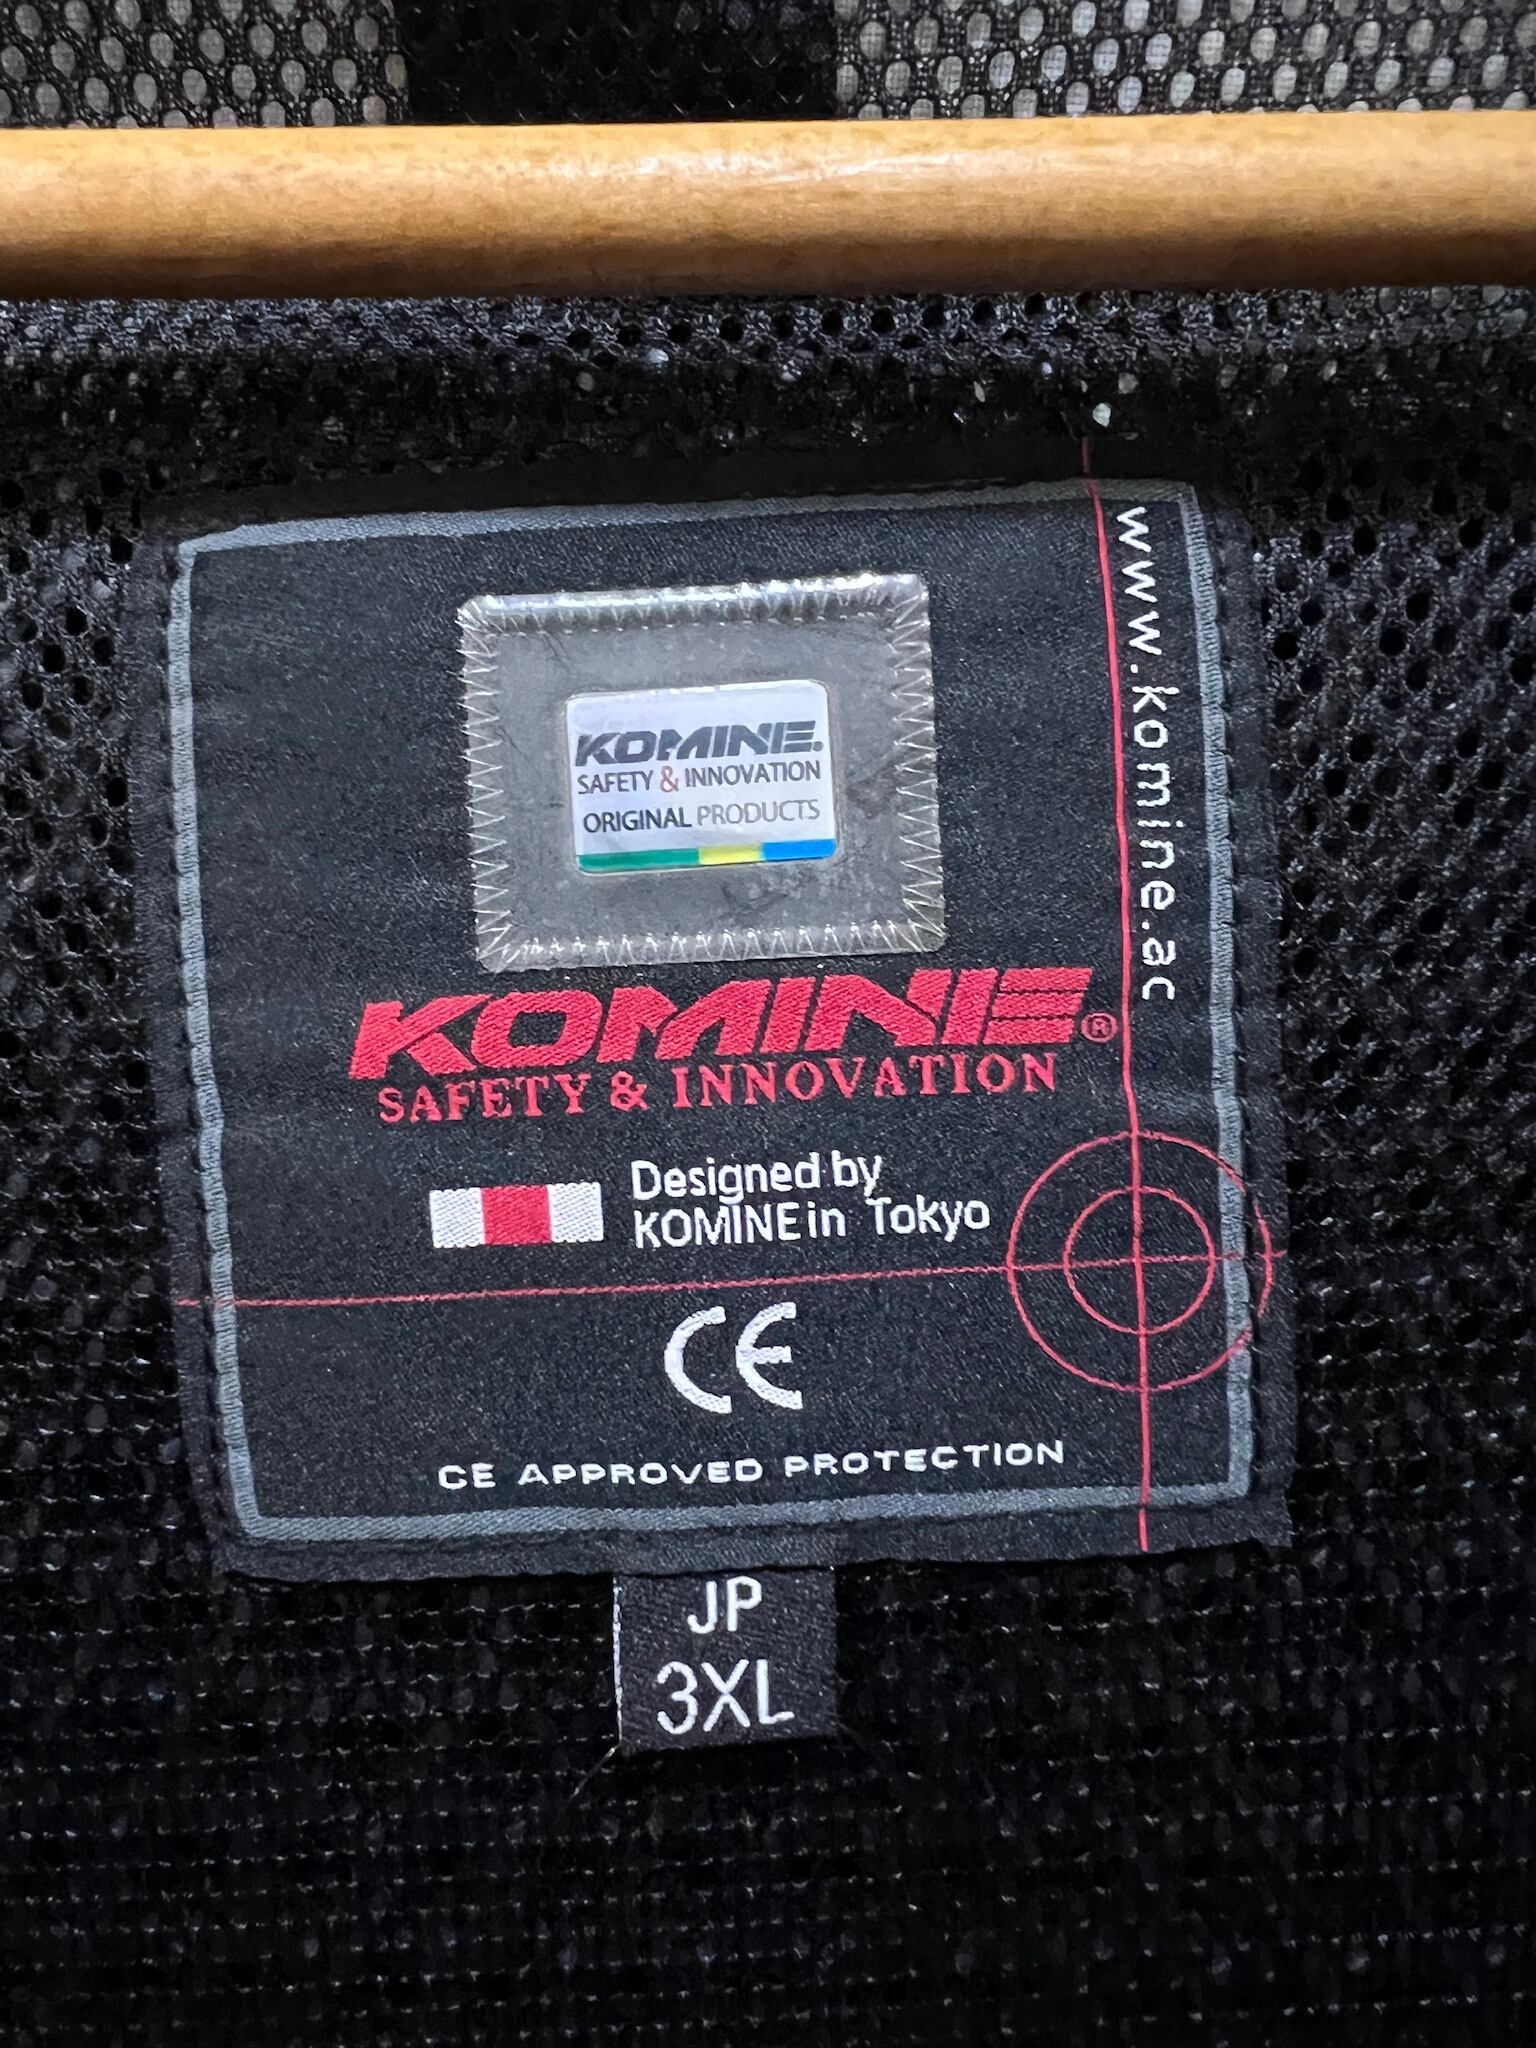 KOMINE.
SAFETY & INNOVATION
ORIGINAL PRODUCTS
www.komine.ac
KOMINE®
SAFETY & INNOVATION
Designed by
KOMINE in Tokyo
CE
CE APPROVED PROTECTION
JP
3XL